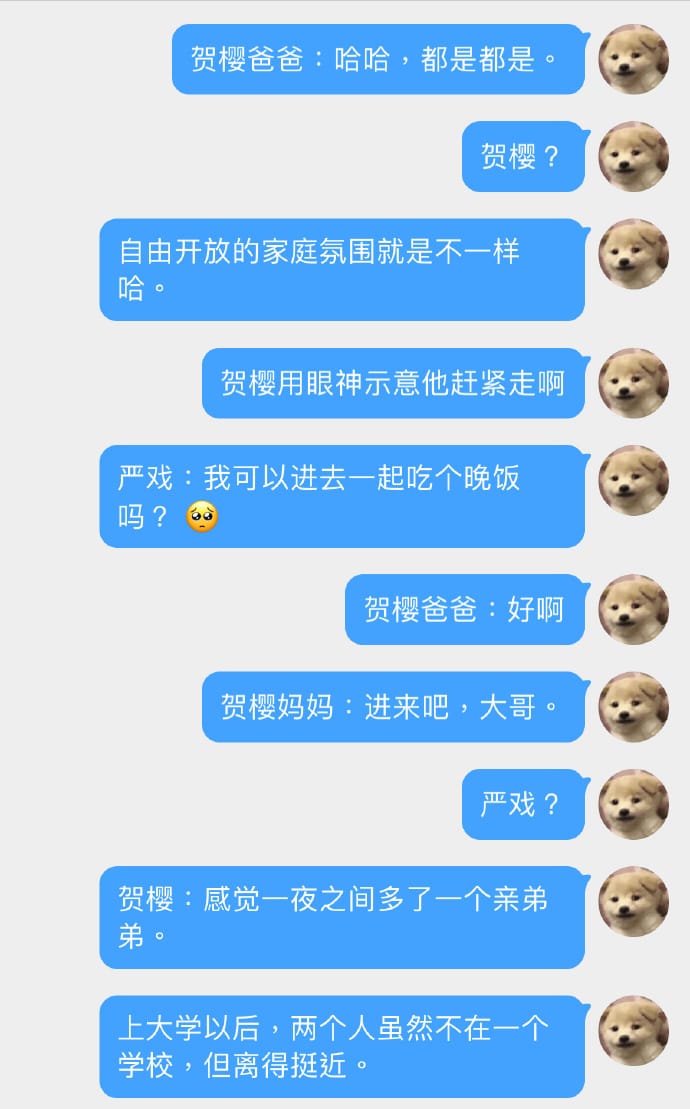 贺樱爸爸：哈哈，都是都是。
贺樱？
自由开放的家庭氛围就是不一样
哈。
贺樱用眼神示意他赶紧走啊
严戏：我可以进去一起吃个晚饭
吗？🥺
贺樱爸爸：好啊
贺樱妈妈：进来吧，大哥。
严戏？
贺樱：感觉一夜之间多了一个亲弟
弟。
上大学以后，两个人虽然不在一个
学校，但离得挺近。